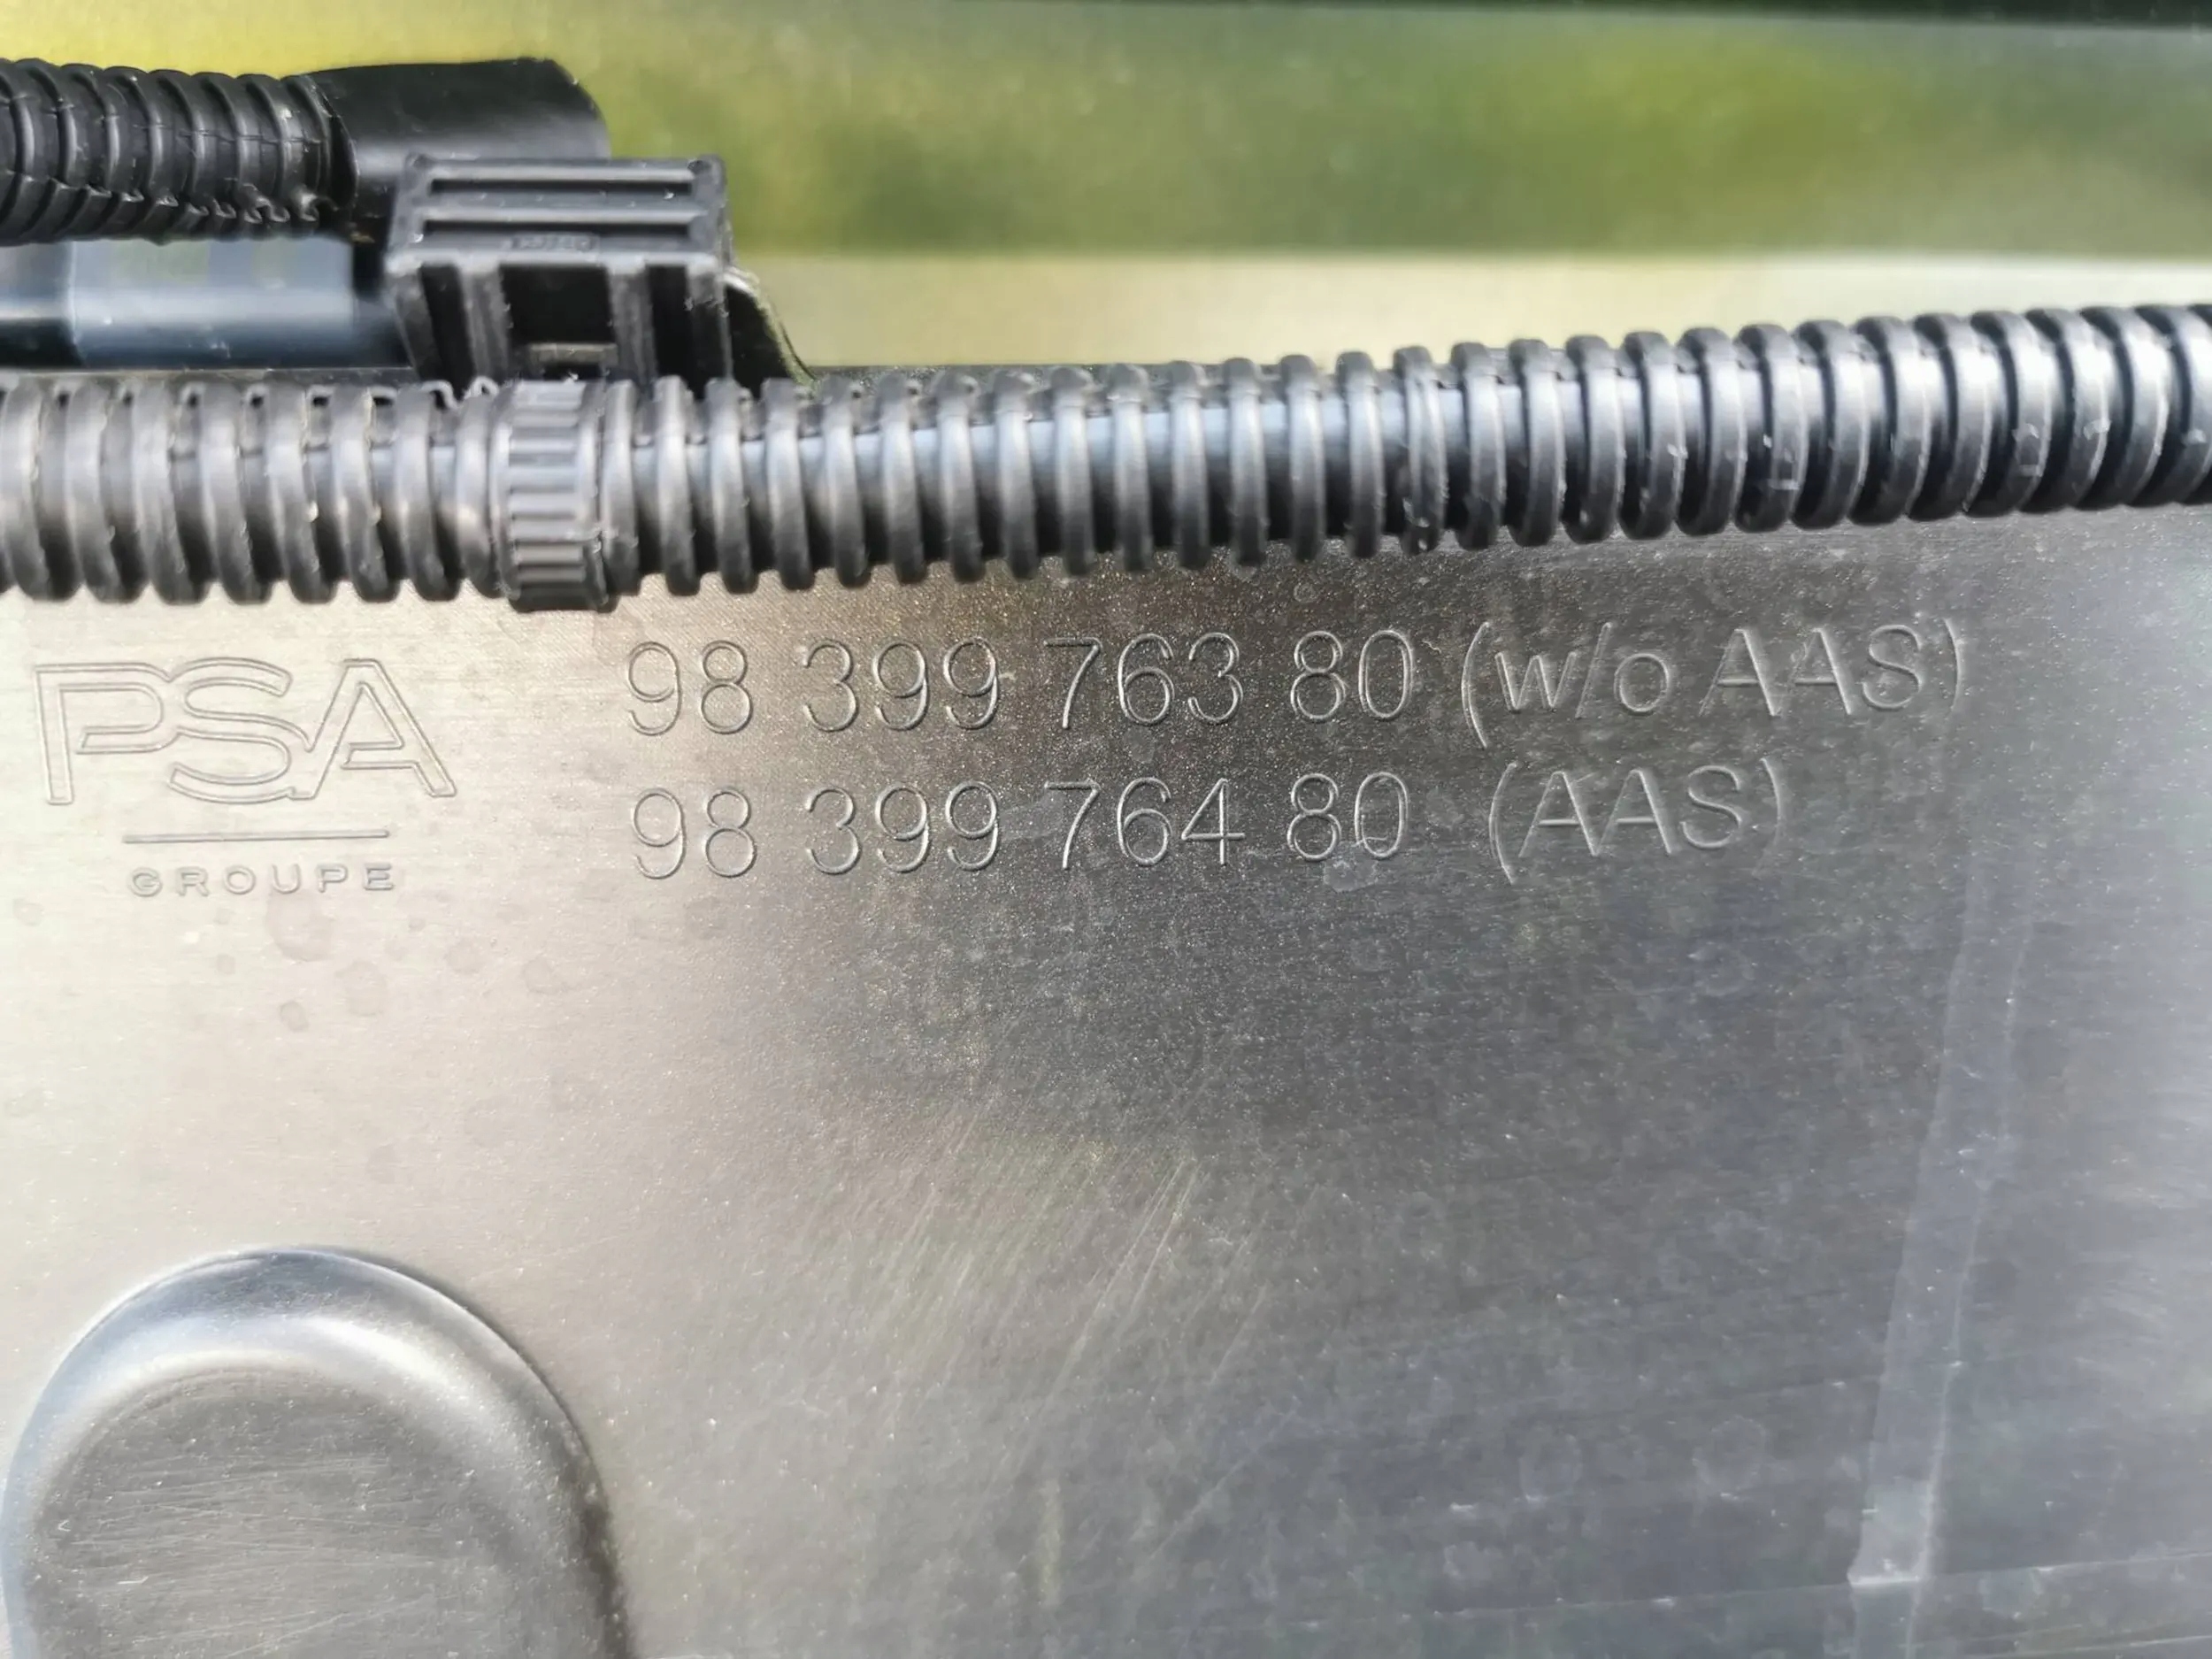 PSA
GROUPE
98 399 763 80 (w/o AAS)
98 399 764 80 (AAS)